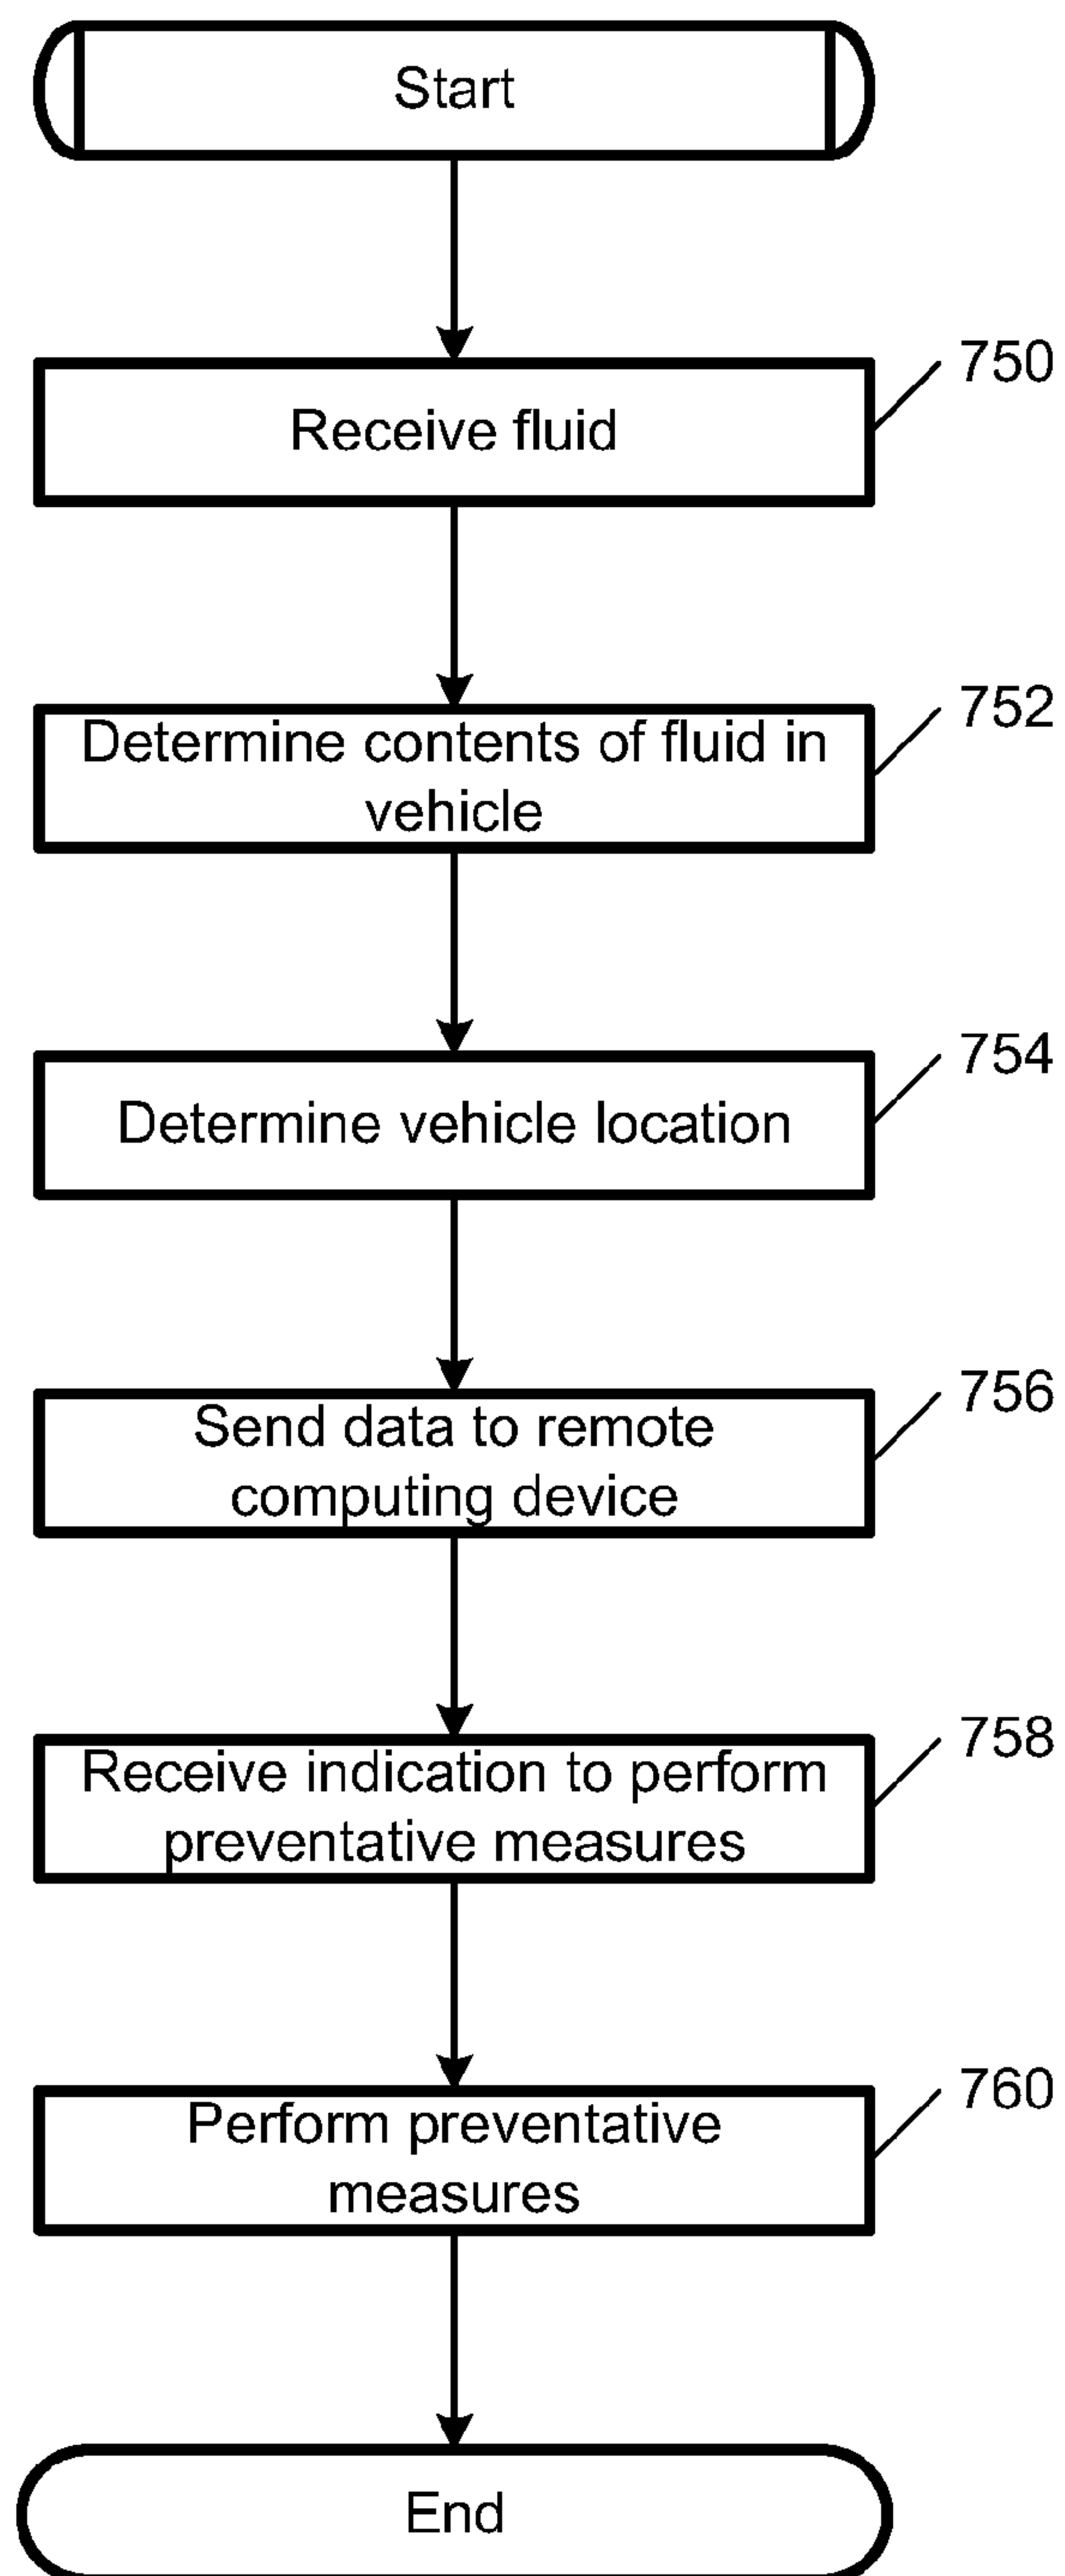 Start
Receive fluid
750
Determine contents of fluid in
vehicle
752
Determine vehicle location
754
Send data to remote
computing device
756
Receive indication to perform
preventative measures
758
Perform preventative
measures
760
End